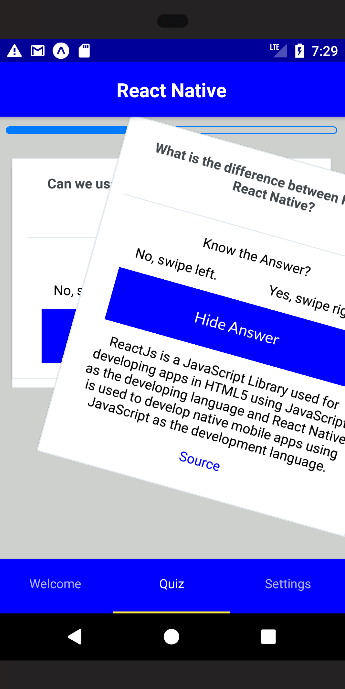 LTE
7:29
React Native
Can we us
What is the difference between
React Native?
Know the Answer?
No, s
No, swipe left.
Yes, swipe rig
Hide Answer
ReactJs is a JavaScript Library used for
developing apps in HTML5 using JavaScript
as the developing language and React Native
is used to develop native mobile apps using
JavaScript as the development language.
Source
Welcome
Quiz
Settings